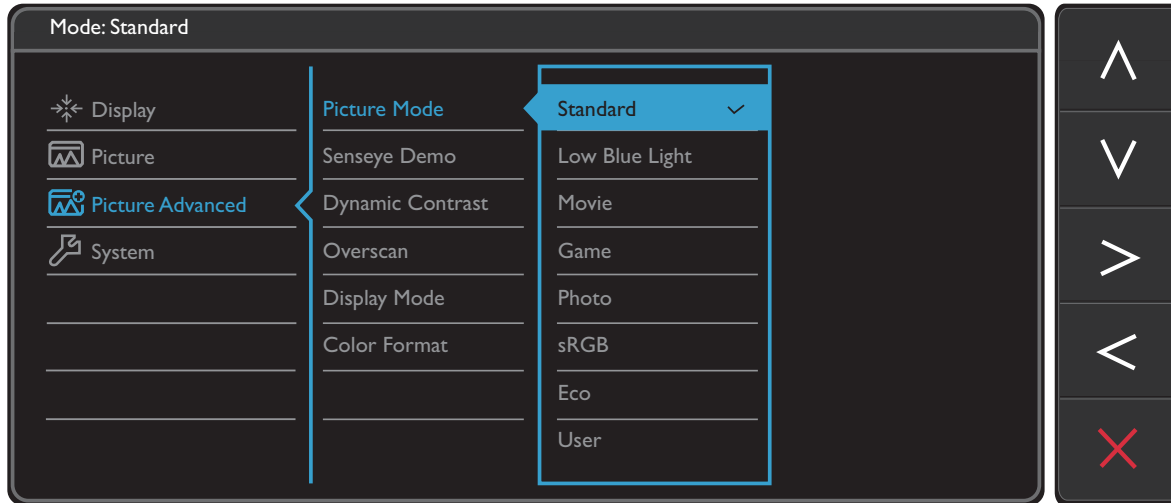 Mode: Standard
Display
Picture
Picture Advanced
System
Picture Mode
Senseye Demo
Dynamic Contrast
Overscan
Display Mode
Color Format
Standard
Low Blue Light
Movie
Game
Photo
sRGB
Eco
User